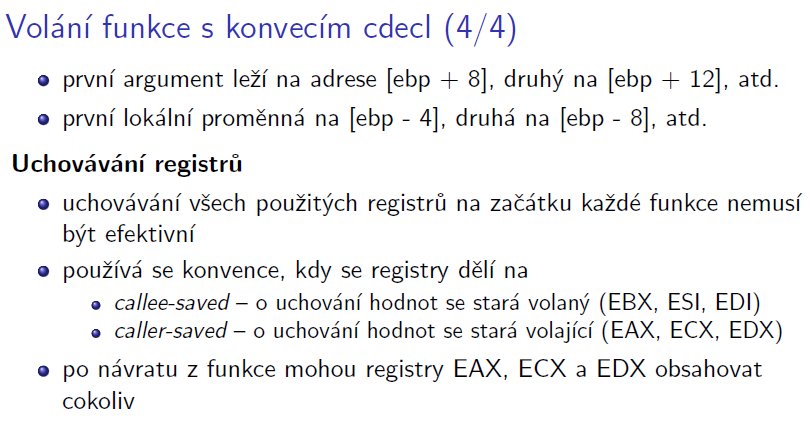 Volání funkce s konvecím cdecl (4/4)
první argument leží na adrese [ebp + 8], druhý na [ebp + 12], atd.
první lokální proměnná na [ebp - 4], druhá na [ebp - 8], atd.
Uchovávání registrů
uchovávání všech použitých registrů na začátku každé funkce nemusí
být efektivní
používá se konvence, kdy se registry dělí na
callee-saved – o uchování hodnot se stará volaný (EBX, ESI, EDI)
caller-saved – o uchování hodnot se stará volající (EAX, ECX, EDX)
po návratu z funkce mohou registry EAX, ECX a EDX obsahovat
cokoliv